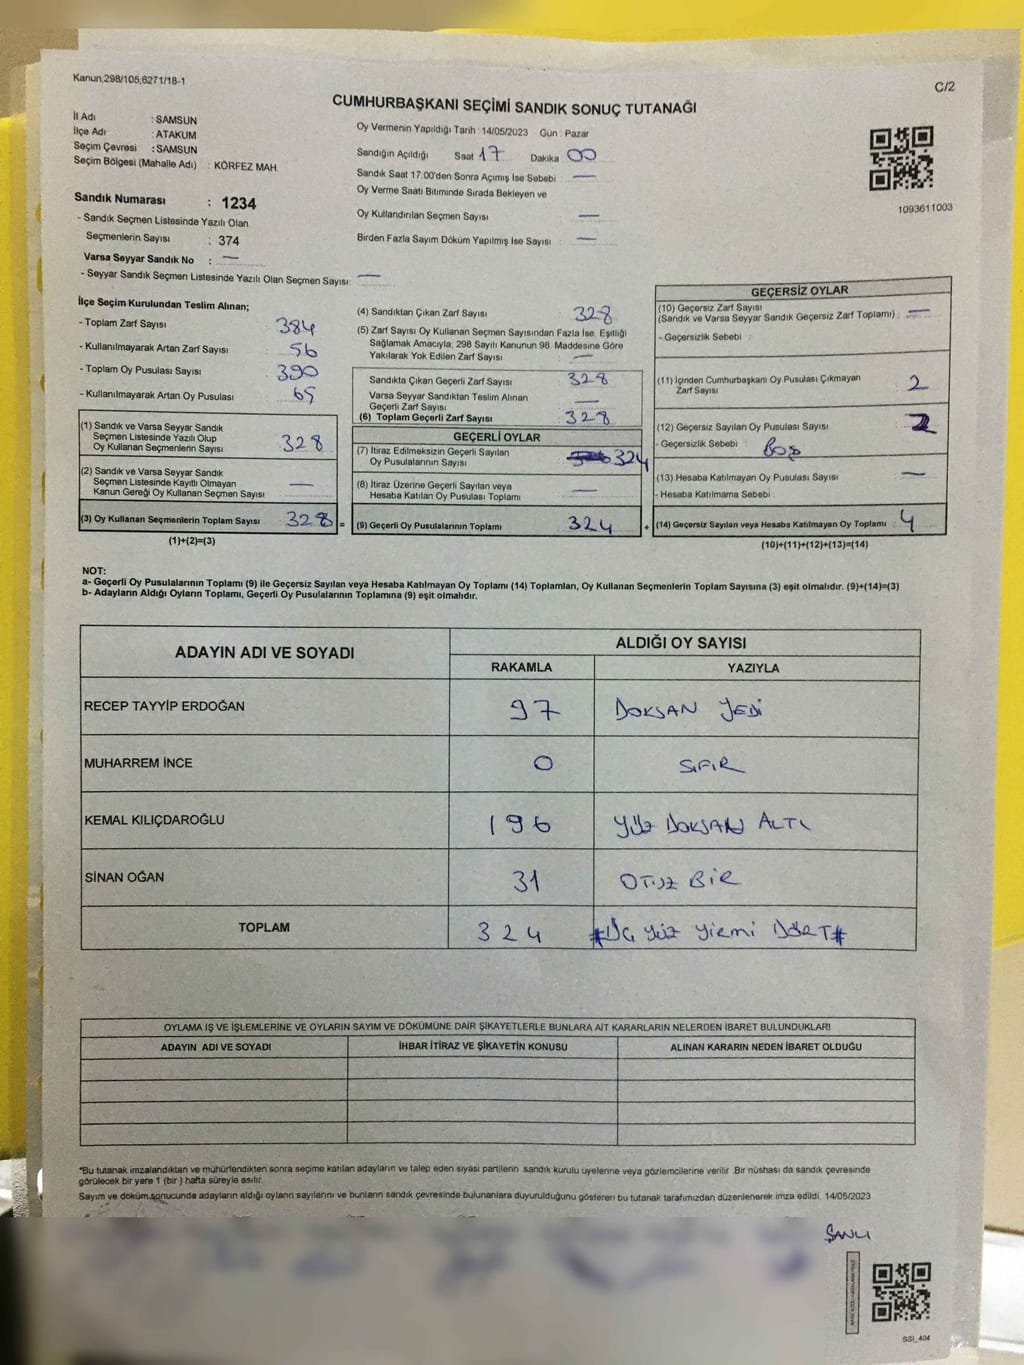 Kanun;298/105,6271/18-1
C/2
CUMHURBAŞKANI SEÇİMİ SANDIK SONUÇ TUTANAĞI
İl Adı : SAMSUN
İlçe Adı : ATAKUM
Seçim Çevresi : SAMSUN
Seçim Bölgesi (Mahalle Adı) : KÖRFEZ MAH.
Oy Vermenin Yapıldığı Tarih : 14/05/2023 Gün : Pazar
Sandığın Açıldığı Saat 17 Dakika 00
Sandık Saat 17:00'den Sonra Açımış İse Sebebi : —
Oy Verme Saati Bitiminde Sırada Bekleyen ve
Oy Kullandırılan Seçmen Sayısı —
Birden Fazla Sayım Döküm Yapılmış İse Sayısı : —
1093611003
Sandık Numarası : 1234
- Sandık Seçmen Listesinde Yazılı Olan
Seçmenlerin Sayısı : 374
Varsa Seyyar Sandık No : —
- Seyyar Sandık Seçmen Listesinde Yazılı Olan Seçmen Sayısı: —
İlçe Seçim Kurulundan Teslim Alınan;
- Toplam Zarf Sayısı 384
- Kullanılmayarak Artan Zarf Sayısı 56
- Toplam Oy Pusulası Sayısı 390
- Kullanılmayarak Artan Oy Pusulası 65
(1) Sandık ve Varsa Seyyar Sandık
Seçmen Listesinde Yazılı Olup
Oy Kullanan Seçmenlerin Sayısı 328
(2) Sandık ve Varsa Seyyar Sandık
Seçmen Listesinde Kayıtlı Olmayan
Kanun Gereği Oy Kullanan Seçmen Sayısı —
(3) Oy Kullanan Seçmenlerin Toplam Sayısı 328 =
(1)+(2)=(3)
(4) Sandıktan Çıkan Zarf Sayısı 328
(5) Zarf Sayısı Oy Kullanan Seçmen Sayısından Fazla İse, Eşitliği
Sağlamak Amacıyla, 298 Sayılı Kanunun 98. Maddesine Göre
Yakılarak Yok Edilen Zarf Sayısı —
Sandıkta Çıkan Geçerli Zarf Sayısı 328
Varsa Seyyar Sandıktan Teslim Alınan
Geçerli Zarf Sayısı —
(6) Toplam Geçerli Zarf Sayısı 328
GEÇERLİ OYLAR
(7) İtiraz Edilmeksizin Geçerli Sayılan
Oy Pusulalarının Sayısı 324
(8) İtiraz Üzerine Geçerli Sayılan veya
Hesaba Katılan Oy Pusulası Toplamı —
(9) Geçerli Oy Pusulalarının Toplamı 324 +
GEÇERSİZ OYLAR
(10) Geçersiz Zarf Sayısı
(Sandık ve Varsa Seyyar Sandık Geçersiz Zarf Toplamı) : —
- Geçersizlik Sebebi :
(11) İçinden Cumhurbaşkanı Oy Pusulası Çıkmayan
Zarf Sayısı 2
(12) Geçersiz Sayılan Oy Pusulası Sayısı 2
- Geçersizlik Sebebi : Boş
(13) Hesaba Katılmayan Oy Pusulası Sayısı —
- Hesaba Katılmama Sebebi :
(14) Geçersiz Sayılan veya Hesaba Katılmayan Oy Toplamı 4
(10)+(11)+(12)+(13)=(14)
NOT:
a- Geçerli Oy Pusulalarının Toplamı (9) ile Geçersiz Sayılan veya Hesaba Katılmayan Oy Toplamı (14) Toplamları, Oy Kullanan Seçmenlerin Toplam Sayısına (3) eşit olmalıdır. (9)+(14)=(3)
b- Adayların Aldığı Oyların Toplamı, Geçerli Oy Pusulalarının Toplamına (9) eşit olmalıdır.
ADAYIN ADI VE SOYADI
ALDIĞI OY SAYISI
RAKAMLA YAZIYLA
RECEP TAYYİP ERDOĞAN 97 DOKSAN YEDİ
MUHARREM İNCE 0 SIFIR
KEMAL KILIÇDAROĞLU 196 YÜZ DOKSAN ALTI
SİNAN OĞAN 31 OTUZ BİR
TOPLAM 324 #ÜÇ YÜZ YİRMİ DÖRT#
OYLAMA İŞ VE İŞLEMLERİNE VE OYLARIN SAYIM VE DÖKÜMÜNE DAİR ŞİKAYETLERLE BUNLARA AİT KARARLARIN NELERDEN İBARET BULUNDUKLARI
ADAYIN ADI VE SOYADI İHBAR İTİRAZ VE ŞİKAYETİN KONUSU ALINAN KARARIN NEDEN İBARET OLDUĞU
*Bu tutanak imzalandıktan ve mühürlendikten sonra seçime katılan adayların ve talep eden siyasi partilerin sandık kurulu üyelerine veya gözlemcilerine verilir. Bir nüshası da sandık çevresinde
görülecek bir yere 1 (bir) hafta süreyle asılır.
Sayım ve döküm sonucunda adayların aldığı oyların sayılarını ve bunların sandık çevresinde bulunanlara duyurulduğunu gösteren bu tutanak tarafımızdan düzenlenerek imza edildi. 14/05/2023
ŞANLI
SSİ_404